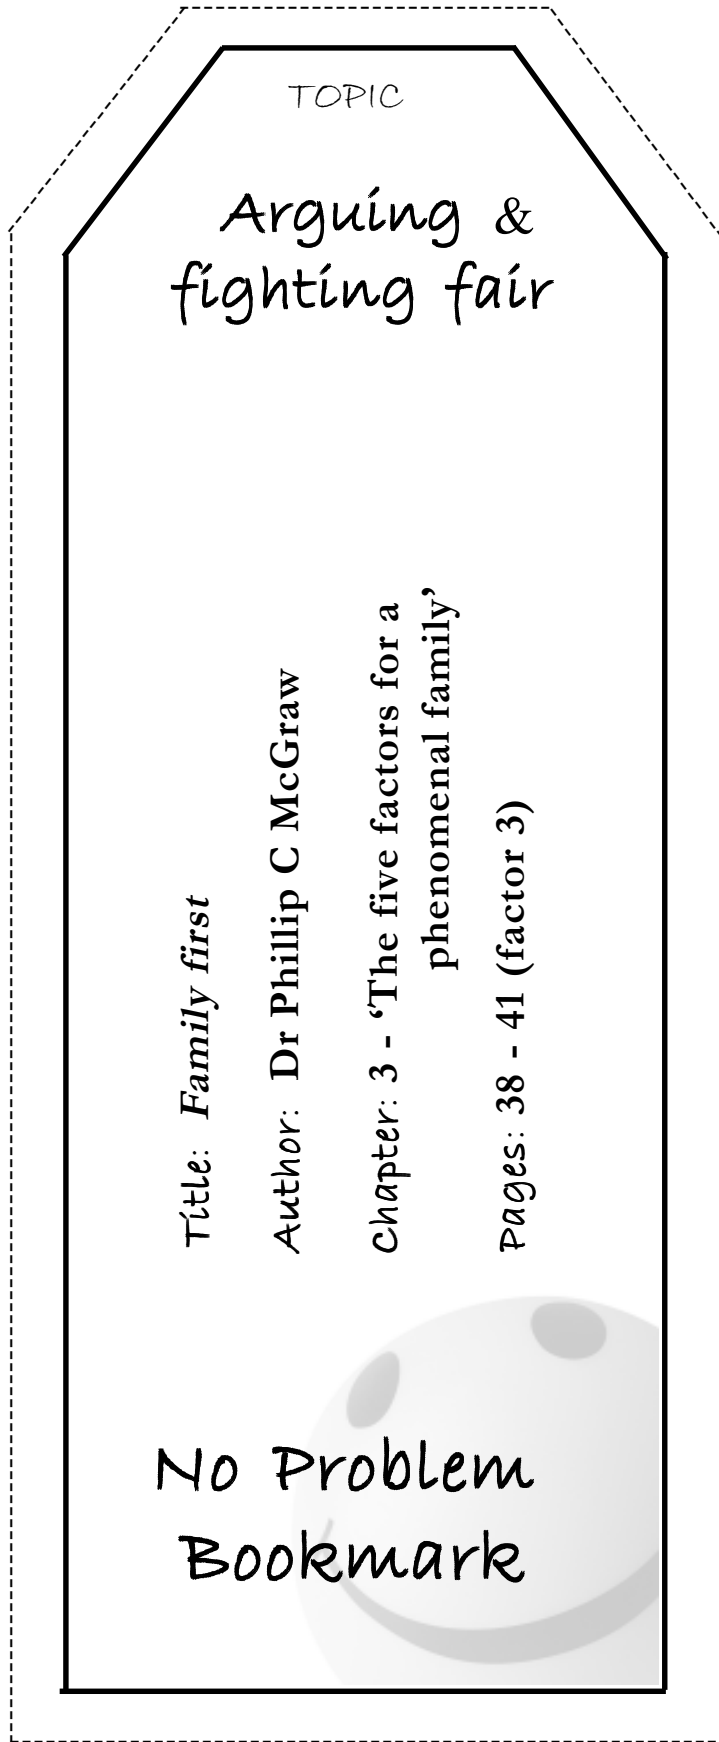 TOPIC
Arguing &
fighting fair
Title: Family first
Author: Dr Phillip C McGraw
Chapter: 3 - ‘The five factors for a
phenomenal family’
Pages: 38 - 41 (factor 3)
No Problem
Bookmark